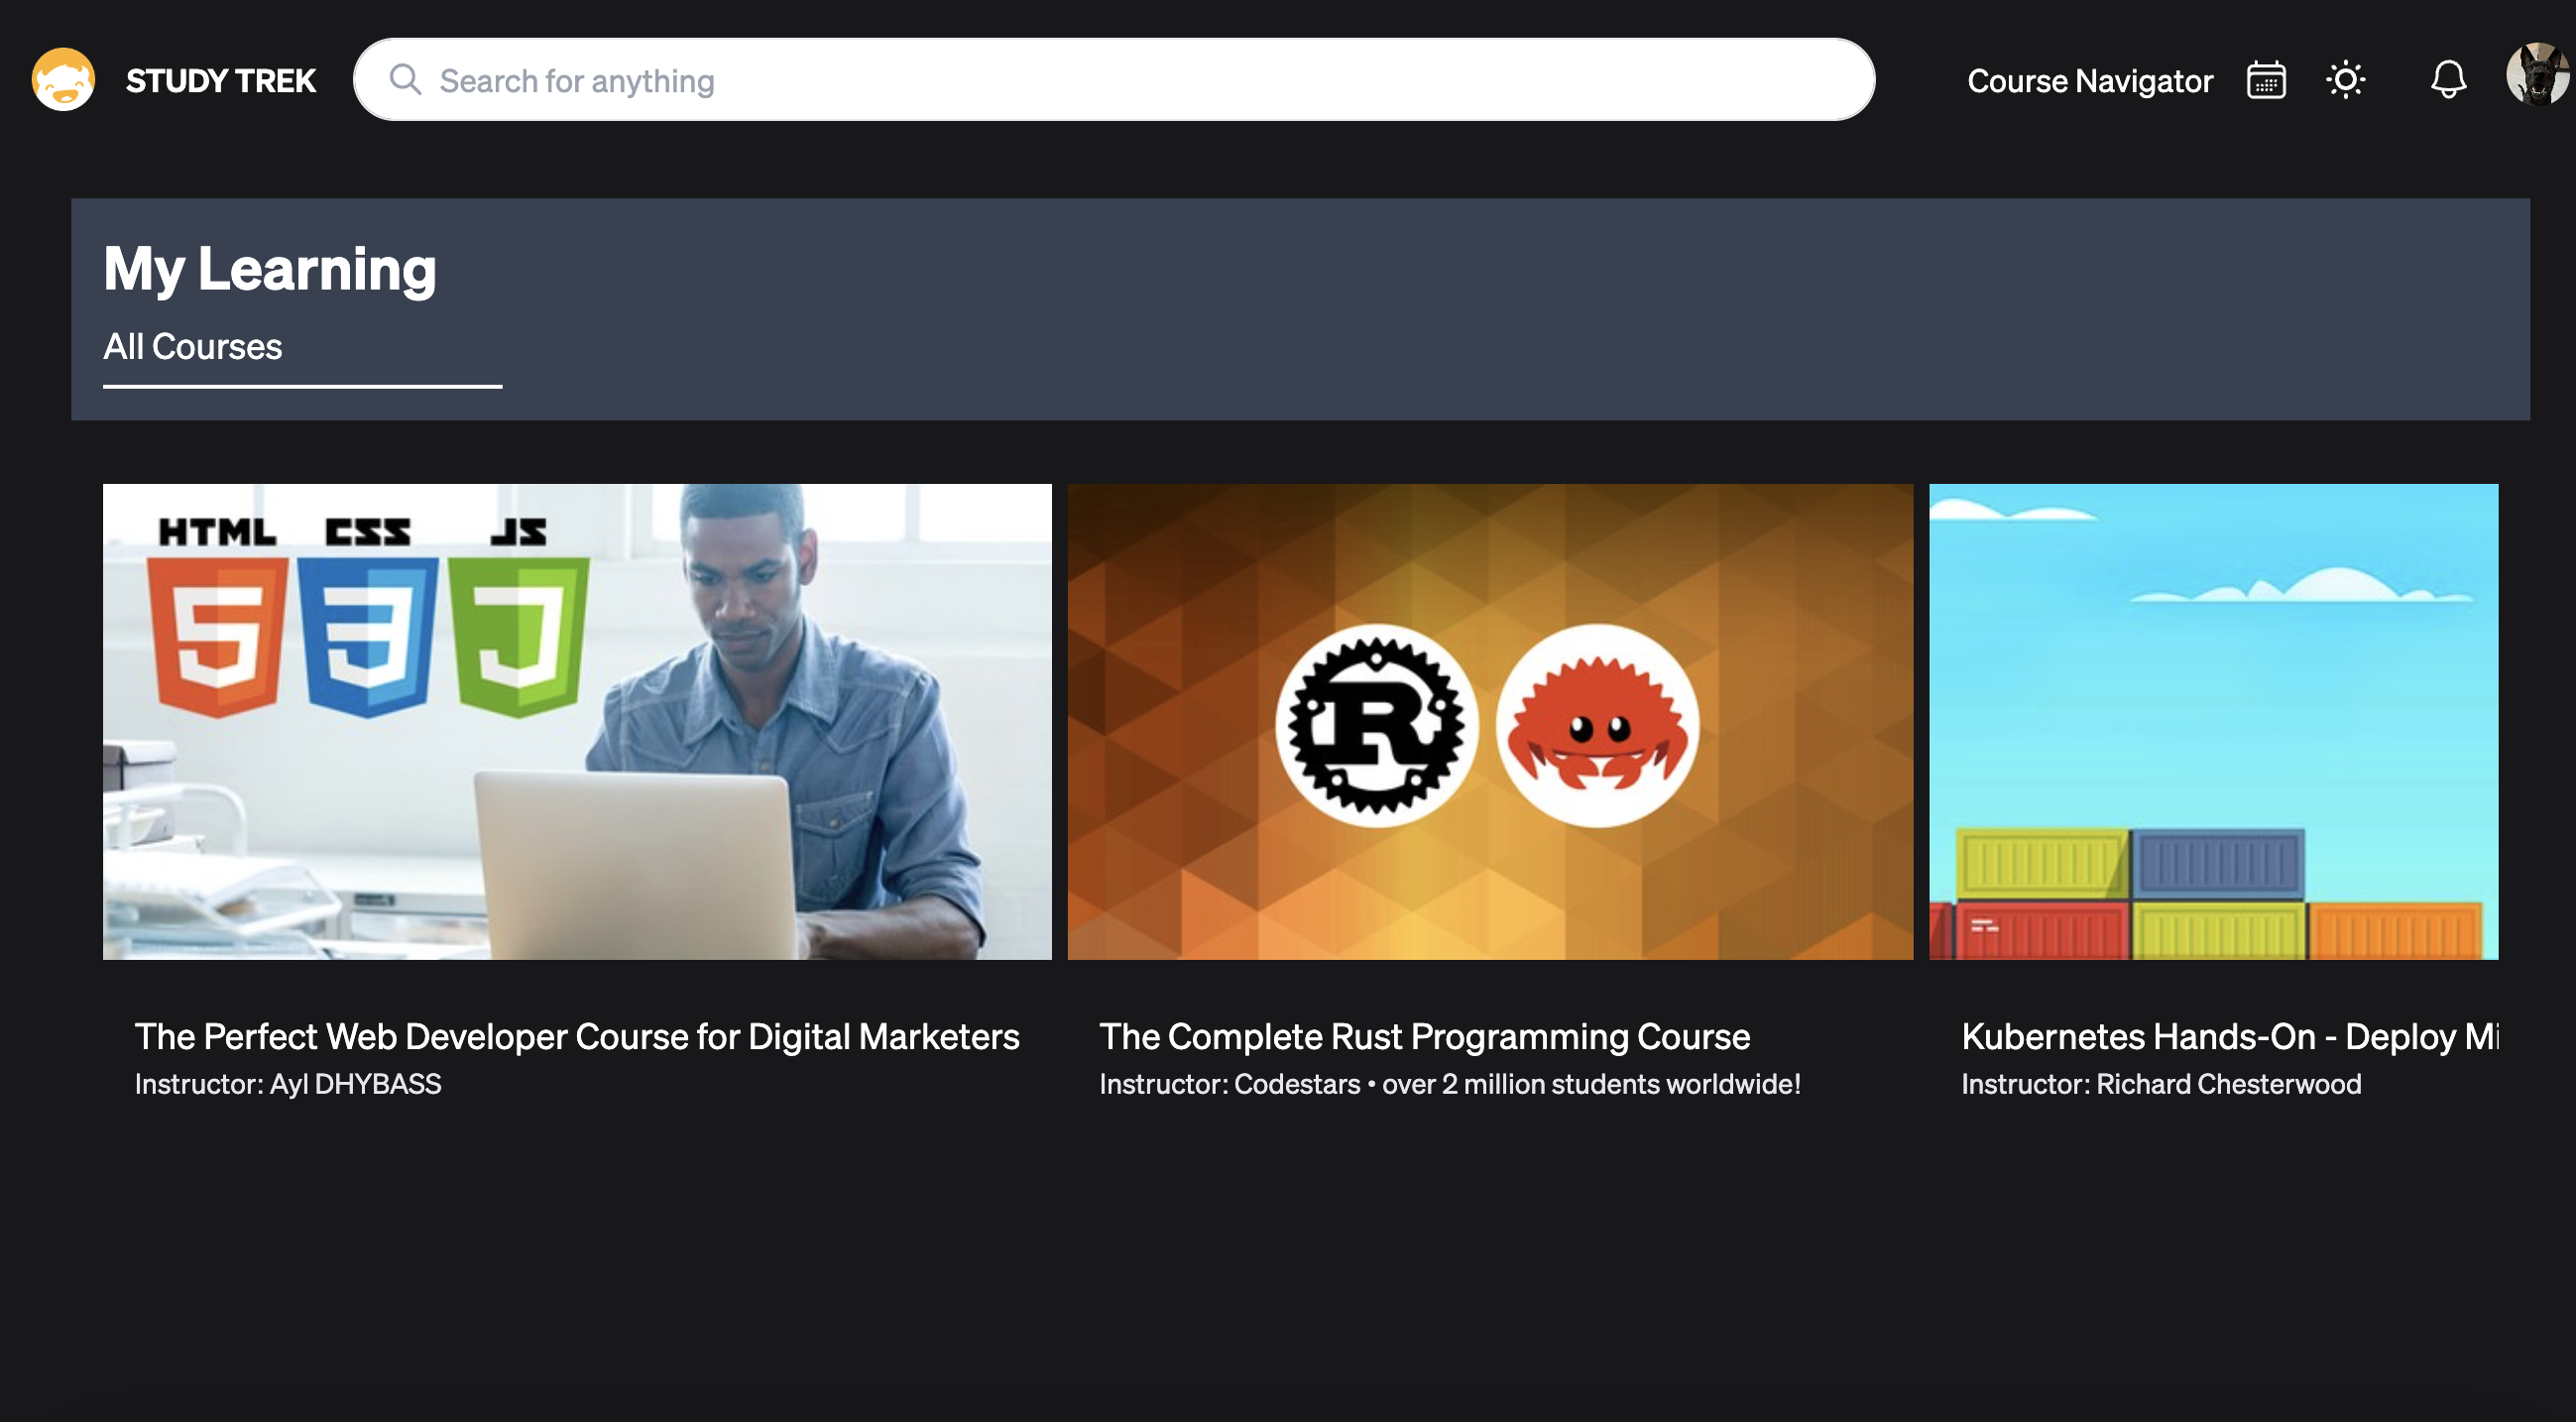 STUDY TREK
Search for anything
Course Navigator
My Learning
All Courses
HTML CSS JS
5 3 J
R
The Perfect Web Developer Course for Digital Marketers
Instructor: Ayl DHYBASS
The Complete Rust Programming Course
Instructor: Codestars • over 2 million students worldwide!
Kubernetes Hands-On - Deploy Mi
Instructor: Richard Chesterwood